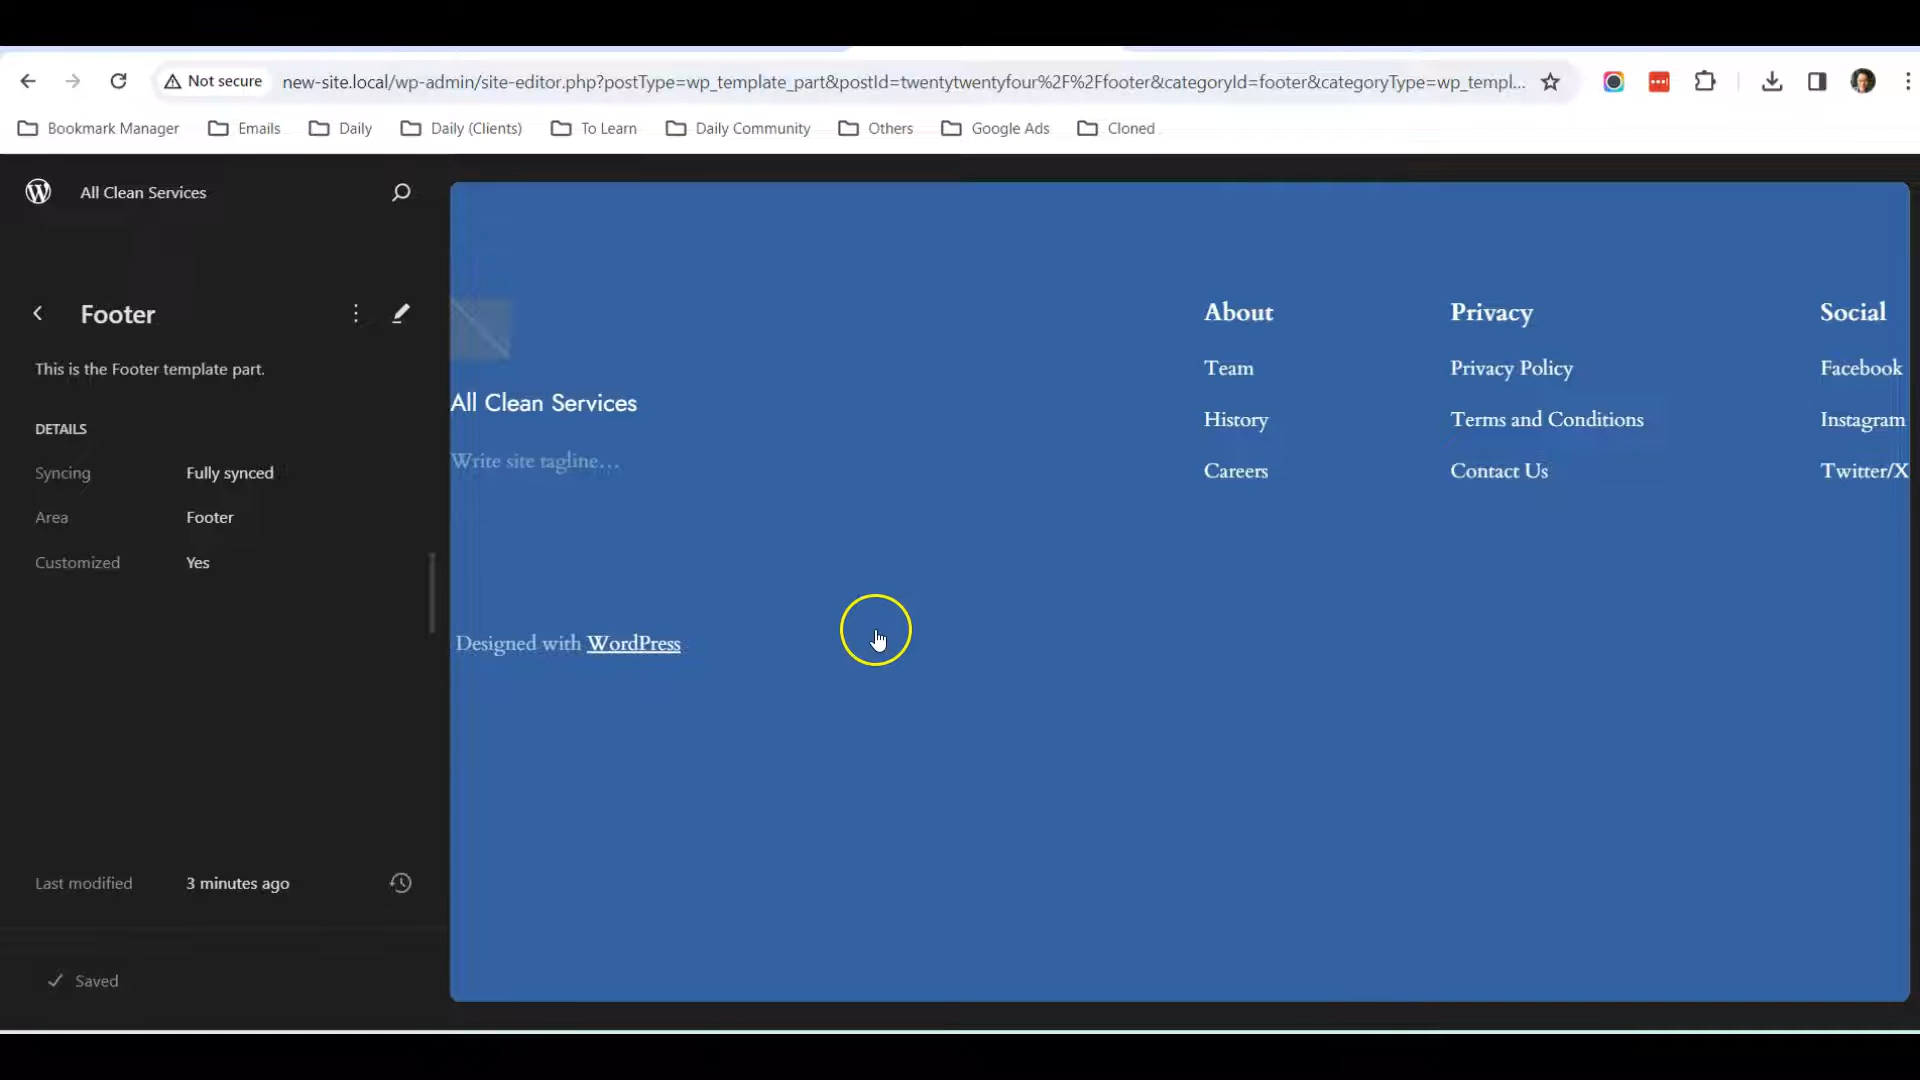 Not secure new-site.local/wp-admin/site-editor.php?postType=wp_template_part&postId=twentytwentyfour%2F%2Ffooter&categoryId=footer&categoryType=wp_templ...
Bookmark Manager Emails Daily Daily (Clients) To Learn Daily Community Others Google Ads Cloned
All Clean Services
Footer
This is the Footer template part.
DETAILS
Syncing Fully synced
Area Footer
Customized Yes
Last modified 3 minutes ago
Saved
All Clean Services
Write site tagline...
Designed with WordPress
About
Team
History
Careers
Privacy
Privacy Policy
Terms and Conditions
Contact Us
Social
Facebook
Instagram
Twitter/X